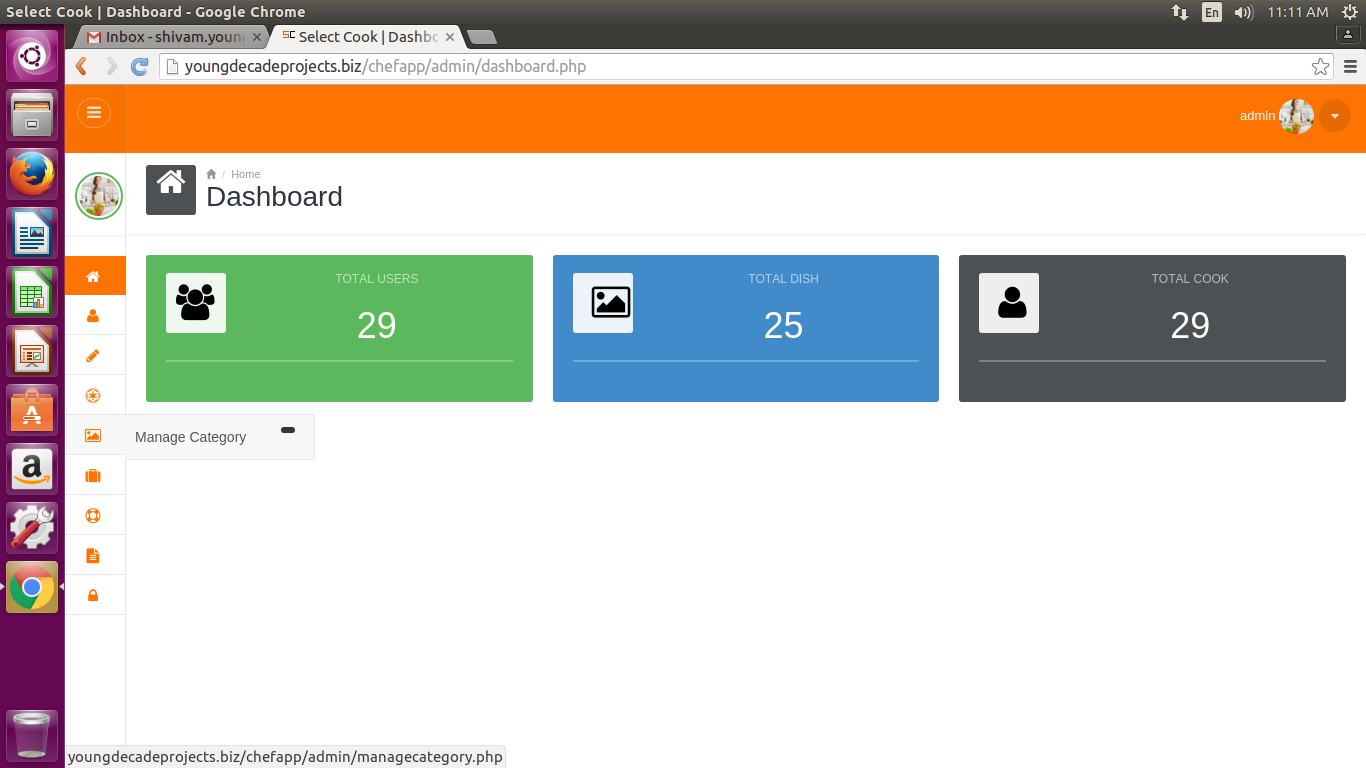 Select Cook | Dashboard - Google Chrome
En
11:11 AM
Inbox - shivam.youn
SC Select Cook | Dashbo
youngdecadeprojects.biz/chefapp/admin/dashboard.php
admin
/ Home
Dashboard
TOTAL USERS
29
TOTAL DISH
25
TOTAL COOK
29
Manage Category
a
youngdecadeprojects.biz/chefapp/admin/managecategory.php